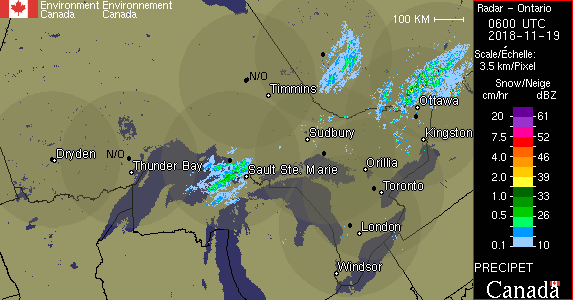 Environment Environnement
Canada Canada
100 KM
N/O
Timmins
Ottawa
Sudbury
Kingston
Dryden
N/O
Thunder Bay
Sault Ste. Marie
Orillia
Toronto
London
Windsor
Radar - Ontario
0600 UTC
2018-11-19
Scale/Échelle:
3.5 km/Pixel
Snow/Neige
cm/hr dBZ
20 61
7.5 52
4.0 46
2.0 39
1.0 33
0.5 26
0.1 10
PRECIPET
Canada